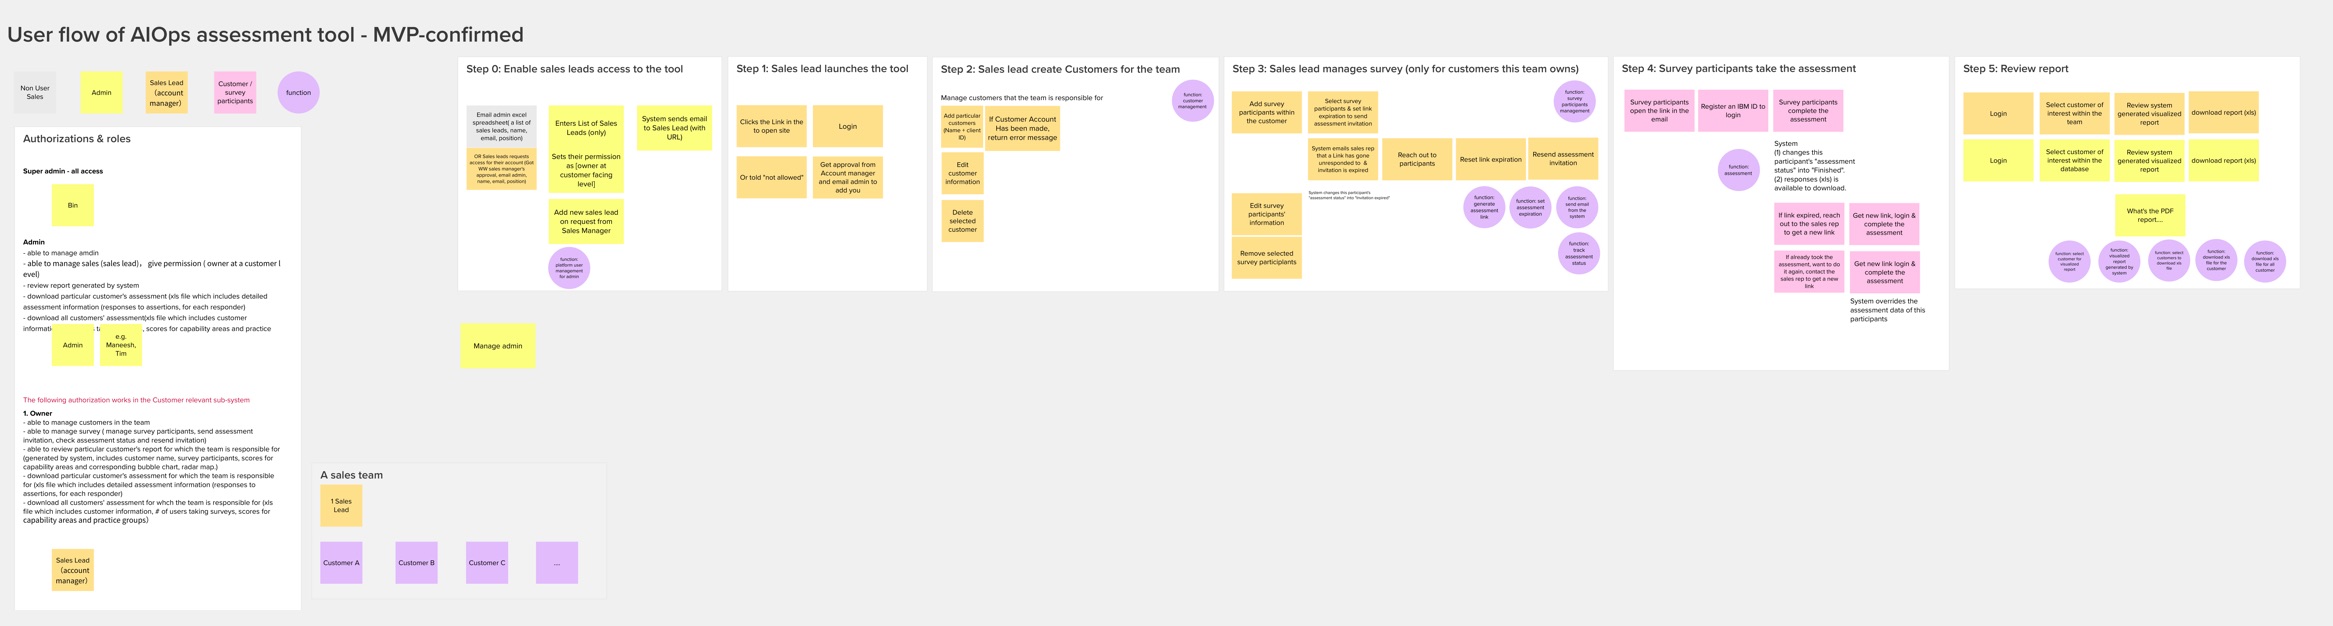 User flow of AIOps assessment tool - MVP-confirmed
Non User
Sales
Admin
Sales Lead
(account
manager)
Customer /
survey
participants
function
Authorizations & roles
Super admin - all access
Bin
Admin
- able to manage amdin
- able to manage sales (sales lead), give permission ( owner at a customer l
evel)
- review report generated by system
- download particular customer's assessment (xls file which includes detailed
assessment information (responses to assertions, for each responder)
- download all customers' assessment(xls file which includes customer
scores for capability areas and practice
Admin
e.g.
Maneesh,
Tim
The following authorization works in the Customer relevant sub-system
1. Owner
- able to manage customers in the team
- able to manage survey ( manage survey participants, send assessment
invitation, check assessment status and resend invitation)
- able to review particular customer's report for which the team is responsible for
(generated by system, includes customer name, survey participants, scores for
capability areas and corresponding bubble chart, radar map.)
- download particular customer's assessment for which the team is responsible
for (xls file which includes detailed assessment information (responses to
assertions, for each responder)
- download all customers' assessment for whch the team is responsible for (xls
file which includes customer information, # of users taking surveys, scores for
capability areas and practice groups)
Sales Lead
(account
manager)
A sales team
1 Sales
Lead
Customer A
Customer B
Customer C
....
Step 0: Enable sales leads access to the tool
Email admin excel
spreadsheet( a list of
sales leads, name,
email, position)
OR Sales leads requests
access for their account (Got
WW sales manager's
approval, email admin,
name, email, position)
Enters List of Sales
Leads (only)
Sets their permission
as [owner at
customer facing
level]
System sends email
to Sales Lead (with
URL)
Add new sales lead
on request from
Sales Manager
function:
platform user
management
for admin
Manage admin
Step 1: Sales lead launches the tool
Clicks the Link in the
to open site
Login
Or told "not allowed"
Get approval from
Account manager
and email admin to
add you
Step 2: Sales lead create Customers for the team
Manage customers that the team is responsible for
function:
customer
management
Add particular
customers
(Name + client
ID)
If Customer Account
Has been made,
return error message
Edit
customer
information
Delete
selected
customer
Step 3: Sales lead manages survey (only for customers this team owns)
Add survey
participants within
the customer
Select survey
participants & set link
expiration to send
assessment invitation
function:
survey
participants
management
System emails sales rep
that a Link has gone
unresponded to &
invitation is expired
Reach out to
participants
Reset link expiration
Resend assessment
invitation
System changes this participant's
"assessment status" into "Invitation expired"
Edit survey
participants'
information
Remove selected
survey participants
function:
generate
assessment
link
function: set
assessment
expiration
function:
send email
from the
system
function:
track
assessment
status
Step 4: Survey participants take the assessment
Survey participants
open the link in the
email
Register an IBM ID to
login
Survey participants
complete the
assessment
function:
assessment
System
(1) changes this
participant's "assessment
status" into "Finished".
(2) responses (xls) is
available to download.
If link expired, reach
out to the sales rep
to get a new link
Get new link, login &
complete the
assessment
If already took the
assessment, want to do
it again, contact the
sales rep to get a new
link
Get new link login &
complete the
assessment
System overrides the
assessment data of this
participants
Step 5: Review report
Login
Select customer of
interest within the
team
Review system
generated visualized
report
download report (xls)
Login
Select customer of
interest within the
database
Review system
generated visualized
report
download report (xls)
What's the PDF
report....
function: select
customer for
visualized
report
function:
visualized
report
generated by
system
function: select
customers to
download xls
file
function:
download xls
file for the
customer
function:
download xls
file for all
customer